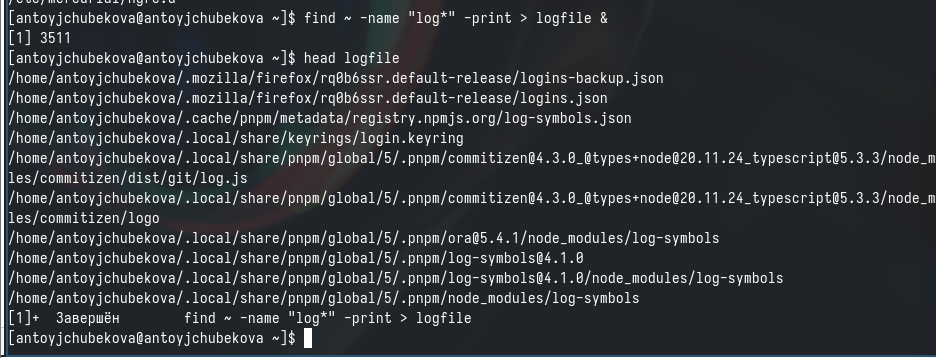 [antoyjchubekova@antoyjchubekova ~]$ find ~ -name "log*" -print > logfile &
[1] 3511
[antoyjchubekova@antoyjchubekova ~]$ head logfile
/home/antoyjchubekova/.mozilla/firefox/rq0b6ssr.default-release/logins-backup.json
/home/antoyjchubekova/.mozilla/firefox/rq0b6ssr.default-release/logins.json
/home/antoyjchubekova/.cache/pnpm/metadata/registry.npmjs.org/log-symbols.json
/home/antoyjchubekova/.local/share/keyrings/login.keyring
/home/antoyjchubekova/.local/share/pnpm/global/5/.pnpm/commitizen@4.3.0_@types+node@20.11.24_typescript@5.3.3/node_m
les/commitizen/dist/git/log.js
/home/antoyjchubekova/.local/share/pnpm/global/5/.pnpm/commitizen@4.3.0_@types+node@20.11.24_typescript@5.3.3/node_m
les/commitizen/logo
/home/antoyjchubekova/.local/share/pnpm/global/5/.pnpm/ora@5.4.1/node_modules/log-symbols
/home/antoyjchubekova/.local/share/pnpm/global/5/.pnpm/log-symbols@4.1.0
/home/antoyjchubekova/.local/share/pnpm/global/5/.pnpm/log-symbols@4.1.0/node_modules/log-symbols
/home/antoyjchubekova/.local/share/pnpm/global/5/.pnpm/node_modules/log-symbols
[1]+  Завершён        find ~ -name "log*" -print > logfile
[antoyjchubekova@antoyjchubekova ~]$